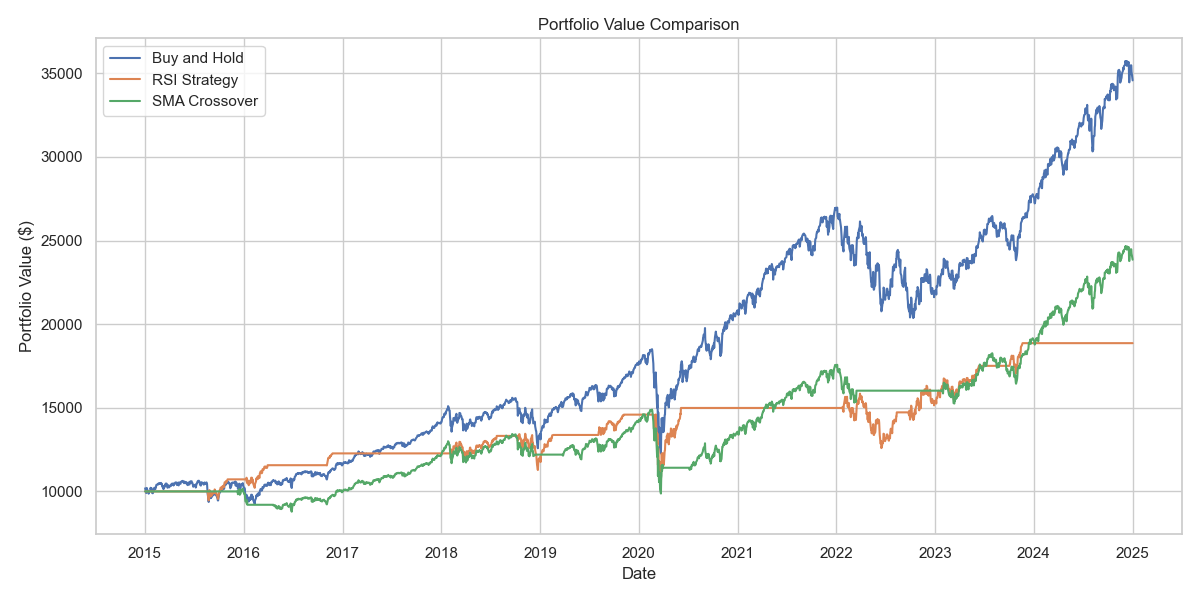 Portfolio Value Comparison
Buy and Hold
RSI Strategy
SMA Crossover
Portfolio Value ($)
35000
30000
25000
20000
15000
10000
2015 2016 2017 2018 2019 2020 2021 2022 2023 2024 2025
Date